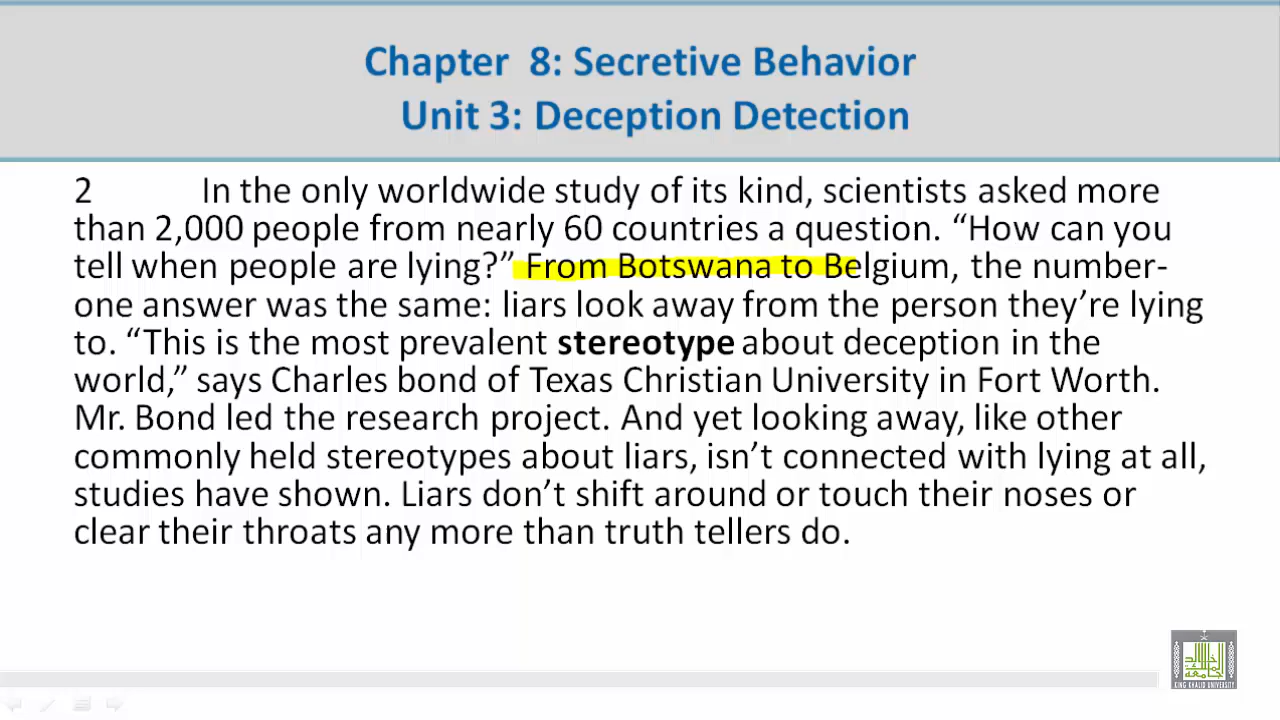 Chapter 8: Secretive Behavior
Unit 3: Deception Detection
2 In the only worldwide study of its kind, scientists asked more
than 2,000 people from nearly 60 countries a question. “How can you
tell when people are lying?” From Botswana to Belgium, the number-
one answer was the same: liars look away from the person they’re lying
to. “This is the most prevalent stereotype about deception in the
world,” says Charles bond of Texas Christian University in Fort Worth.
Mr. Bond led the research project. And yet looking away, like other
commonly held stereotypes about liars, isn’t connected with lying at all,
studies have shown. Liars don’t shift around or touch their noses or
clear their throats any more than truth tellers do.
KING KHALID UNIVERSITY